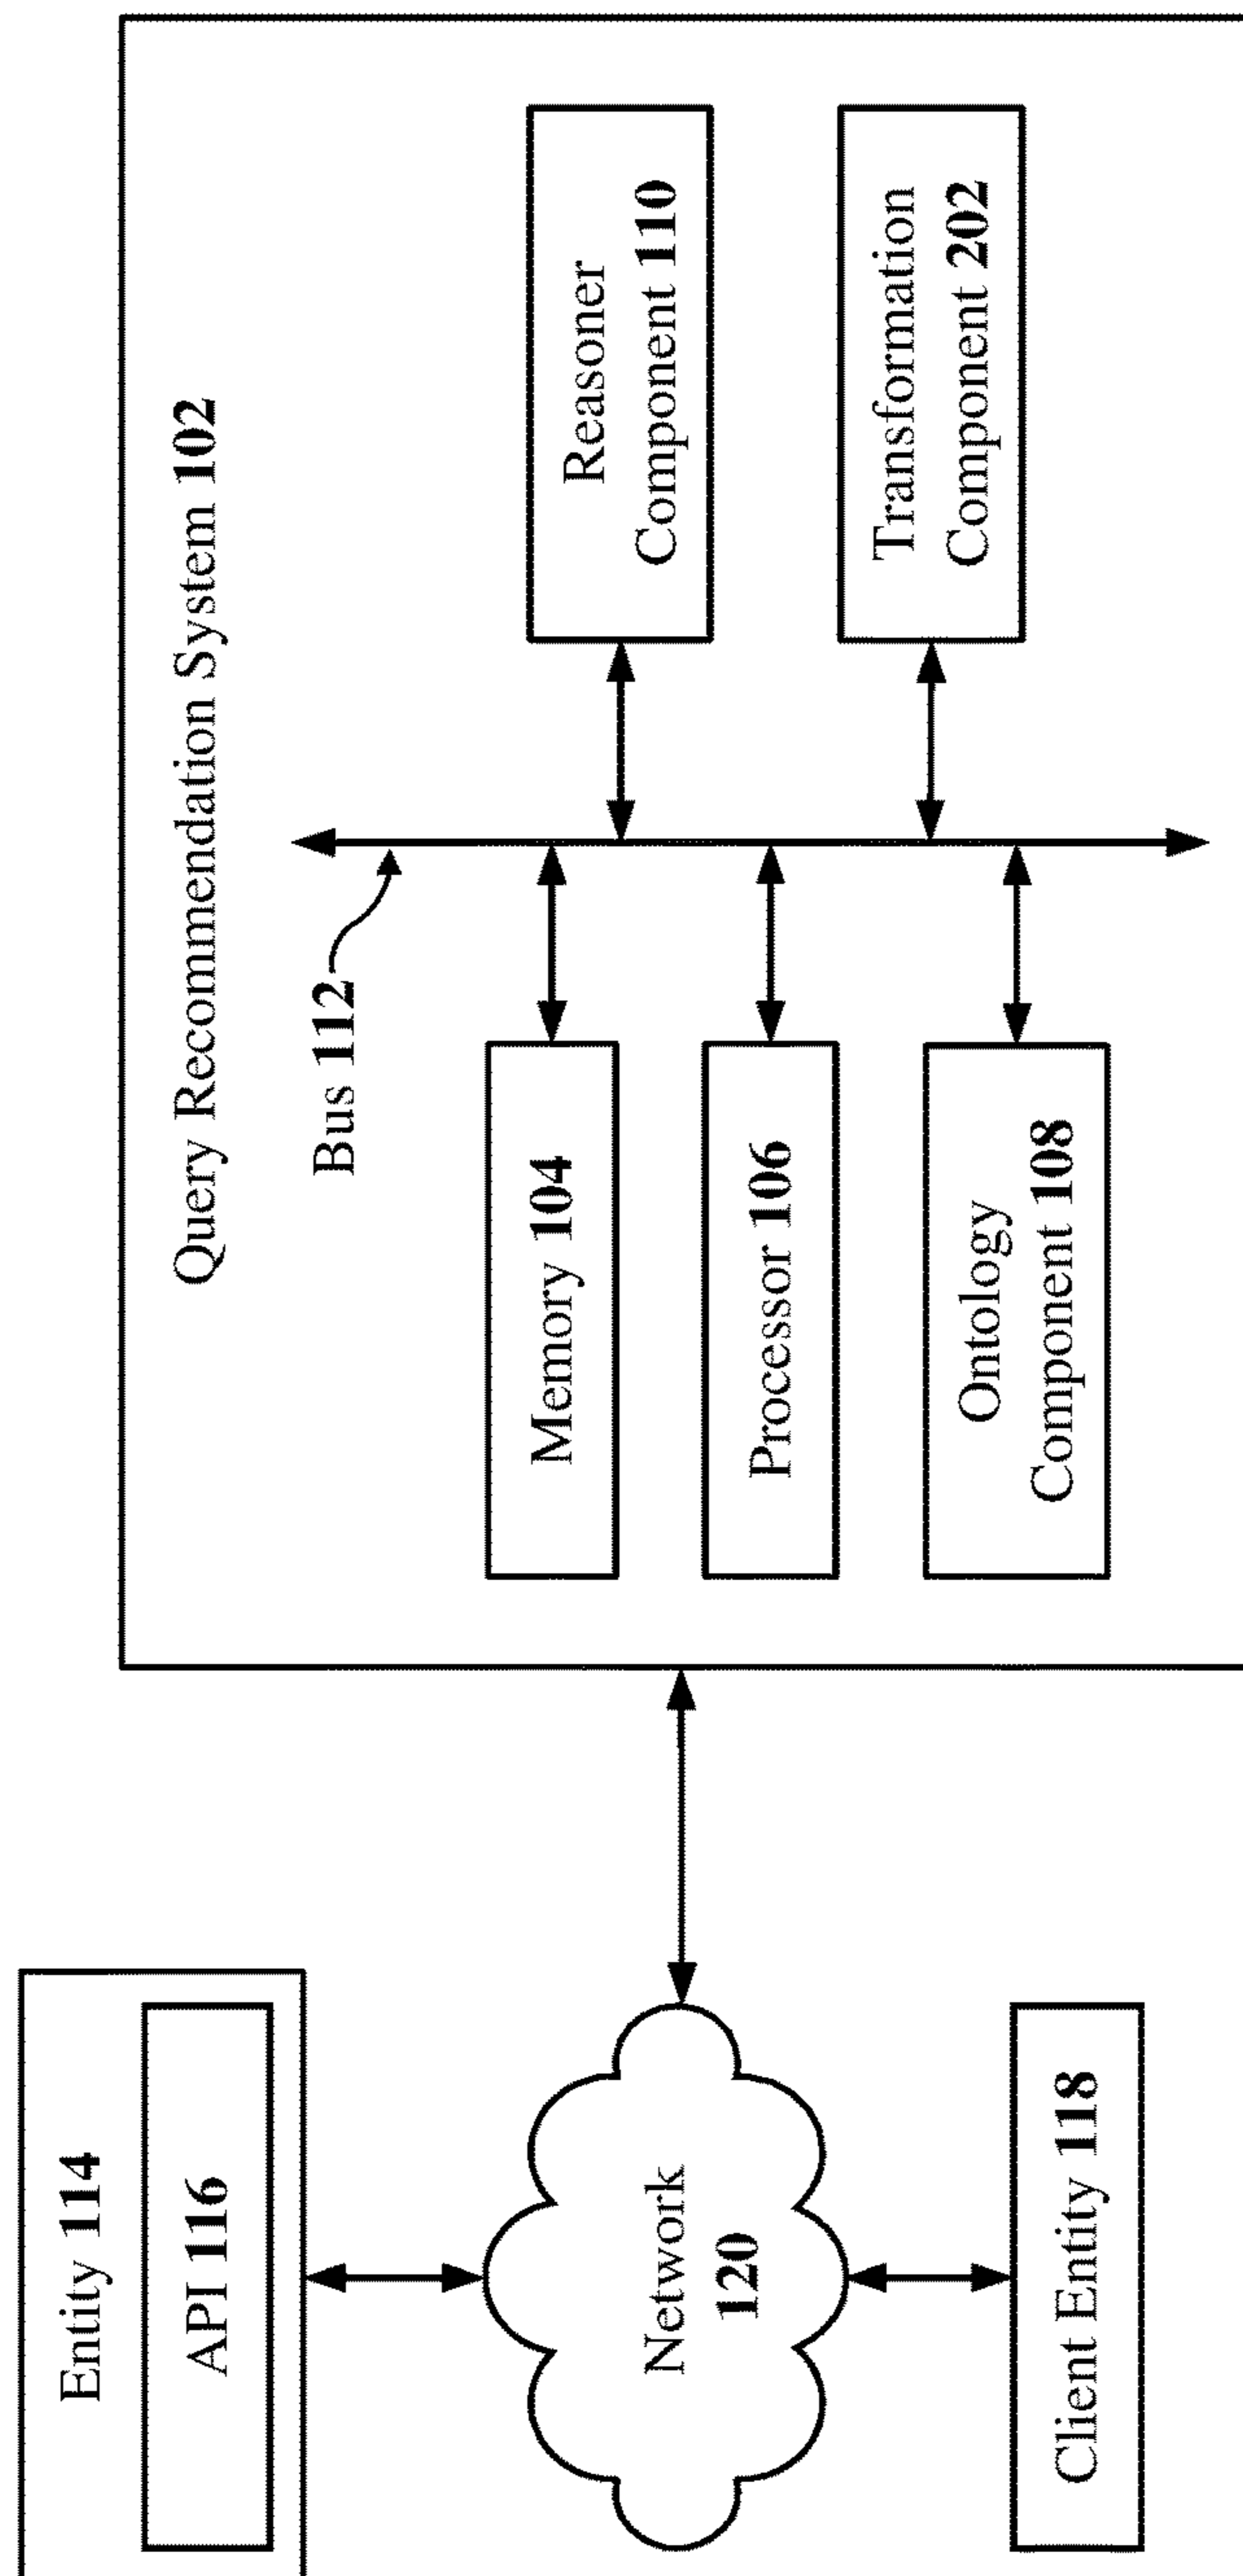 Entity 114
API 116
Network
120
Client Entity 118
Query Recommendation System 102
Bus 112
Memory 104
Processor 106
Ontology
Component 108
Reasoner
Component 110
Transformation
Component 202